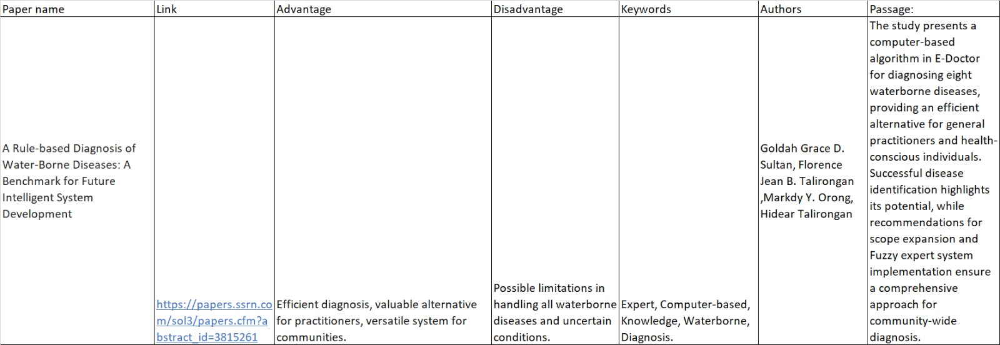 Paper name
Link
Advantage
Disadvantage
Keywords
Authors
Passage:
A Rule-based Diagnosis of
Water-Borne Diseases: A
Benchmark for Future
Intelligent System
Development
https://papers.ssrn.co
m/sol3/papers.cfm?a
bstract_id=3815261
Efficient diagnosis, valuable alternative
for practitioners, versatile system for
communities.
Possible limitations in
handling all waterborne
diseases and uncertain
conditions.
Expert, Computer-based,
Knowledge, Waterborne,
Diagnosis.
Goldah Grace D.
Sultan, Florence
Jean B. Talirongan
,Markdy Y. Orong,
Hidear Talirongan
The study presents a
computer-based
algorithm in E-Doctor
for diagnosing eight
waterborne diseases,
providing an efficient
alternative for general
practitioners and health-
conscious individuals.
Successful disease
identification highlights
its potential, while
recommendations for
scope expansion and
Fuzzy expert system
implementation ensure
a comprehensive
approach for
community-wide
diagnosis.